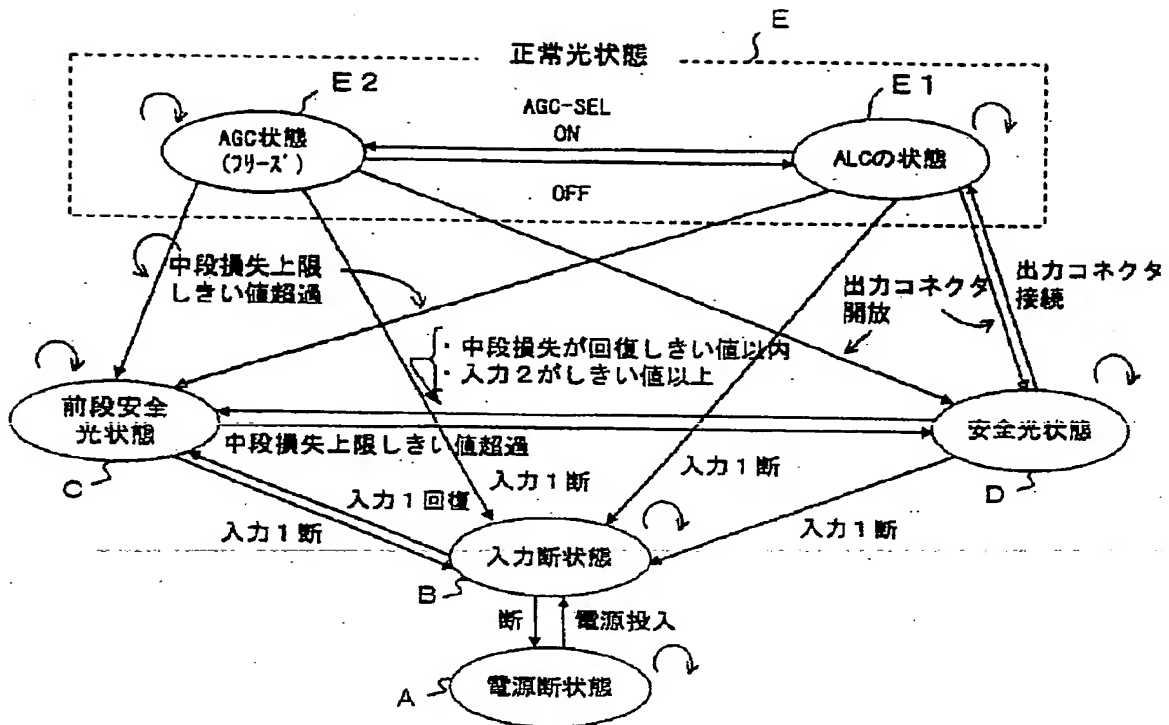 E
正常光状態
E2
E1
AGC-SEL
ON
AGC状態
(フリーズ)
ALCの状態
OFF
中段損失上限
しきい値超過
出力コネクタ
開放
出力コネクタ
接続
・中段損失が回復しきい値以内
・入力2がしきい値以上
前段安全
光状態
安全光状態
中段損失上限しきい値超過
C
D
入力1回復
入力1断
入力1断
入力1断
入力1断
入力断状態
B
断
電源投入
A
電源断状態